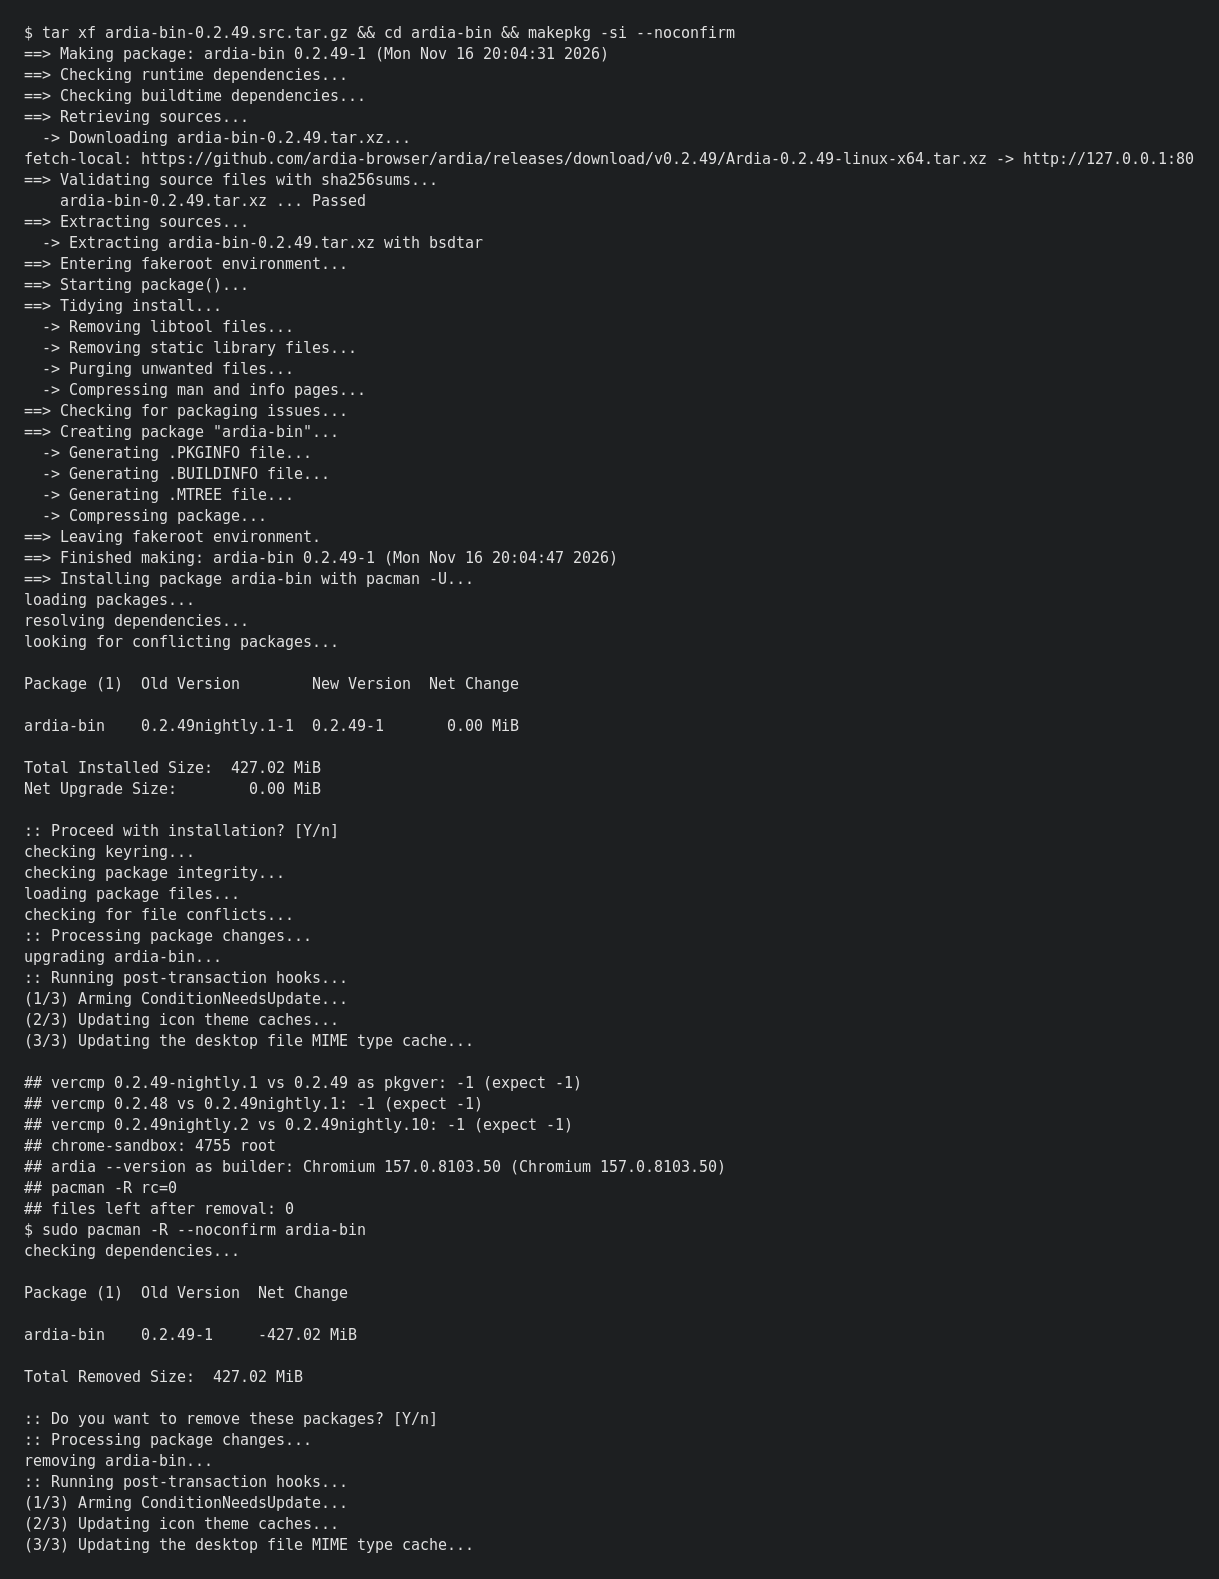 $ tar xf ardia-bin-0.2.49.src.tar.gz && cd ardia-bin && makepkg -si --noconfirm
==> Making package: ardia-bin 0.2.49-1 (Mon Nov 16 20:04:31 2026)
==> Checking runtime dependencies...
==> Checking buildtime dependencies...
==> Retrieving sources...
  -> Downloading ardia-bin-0.2.49.tar.xz...
fetch-local: https://github.com/ardia-browser/ardia/releases/download/v0.2.49/Ardia-0.2.49-linux-x64.tar.xz -> http://127.0.0.1:80
==> Validating source files with sha256sums...
    ardia-bin-0.2.49.tar.xz ... Passed
==> Extracting sources...
  -> Extracting ardia-bin-0.2.49.tar.xz with bsdtar
==> Entering fakeroot environment...
==> Starting package()...
==> Tidying install...
  -> Removing libtool files...
  -> Removing static library files...
  -> Purging unwanted files...
  -> Compressing man and info pages...
==> Checking for packaging issues...
==> Creating package "ardia-bin"...
  -> Generating .PKGINFO file...
  -> Generating .BUILDINFO file...
  -> Generating .MTREE file...
  -> Compressing package...
==> Leaving fakeroot environment.
==> Finished making: ardia-bin 0.2.49-1 (Mon Nov 16 20:04:47 2026)
==> Installing package ardia-bin with pacman -U...
loading packages...
resolving dependencies...
looking for conflicting packages...

Package (1)  Old Version        New Version  Net Change

ardia-bin    0.2.49nightly.1-1  0.2.49-1       0.00 MiB

Total Installed Size:  427.02 MiB
Net Upgrade Size:        0.00 MiB

:: Proceed with installation? [Y/n]
checking keyring...
checking package integrity...
loading package files...
checking for file conflicts...
:: Processing package changes...
upgrading ardia-bin...
:: Running post-transaction hooks...
(1/3) Arming ConditionNeedsUpdate...
(2/3) Updating icon theme caches...
(3/3) Updating the desktop file MIME type cache...

## vercmp 0.2.49-nightly.1 vs 0.2.49 as pkgver: -1 (expect -1)
## vercmp 0.2.48 vs 0.2.49nightly.1: -1 (expect -1)
## vercmp 0.2.49nightly.2 vs 0.2.49nightly.10: -1 (expect -1)
## chrome-sandbox: 4755 root
## ardia --version as builder: Chromium 157.0.8103.50 (Chromium 157.0.8103.50)
## pacman -R rc=0
## files left after removal: 0
$ sudo pacman -R --noconfirm ardia-bin
checking dependencies...

Package (1)  Old Version  Net Change

ardia-bin    0.2.49-1     -427.02 MiB

Total Removed Size:  427.02 MiB

:: Do you want to remove these packages? [Y/n]
:: Processing package changes...
removing ardia-bin...
:: Running post-transaction hooks...
(1/3) Arming ConditionNeedsUpdate...
(2/3) Updating icon theme caches...
(3/3) Updating the desktop file MIME type cache...